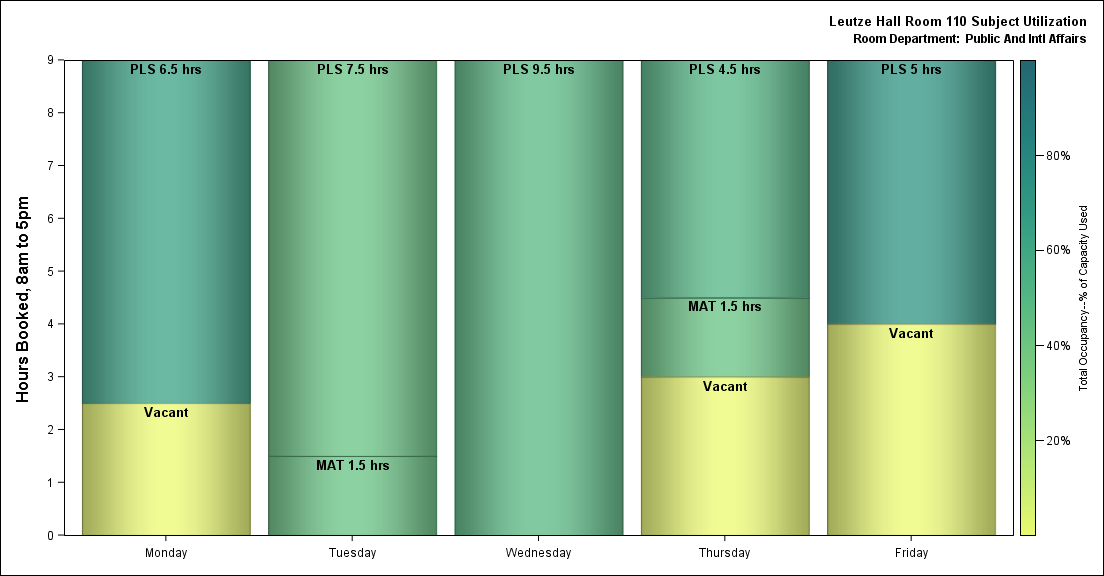 Leutze Hall Room 110 Subject Utilization
Room Department: Public And Intl Affairs
Hours Booked, 8am to 5pm
9
8
7
6
5
4
3
2
1
0
PLS 6.5 hrs
Vacant
PLS 7.5 hrs
MAT 1.5 hrs
PLS 9.5 hrs
PLS 4.5 hrs
MAT 1.5 hrs
Vacant
PLS 5 hrs
Vacant
Monday
Tuesday
Wednesday
Thursday
Friday
80%
60%
40%
20%
Total Occupancy--% of Capacity Used